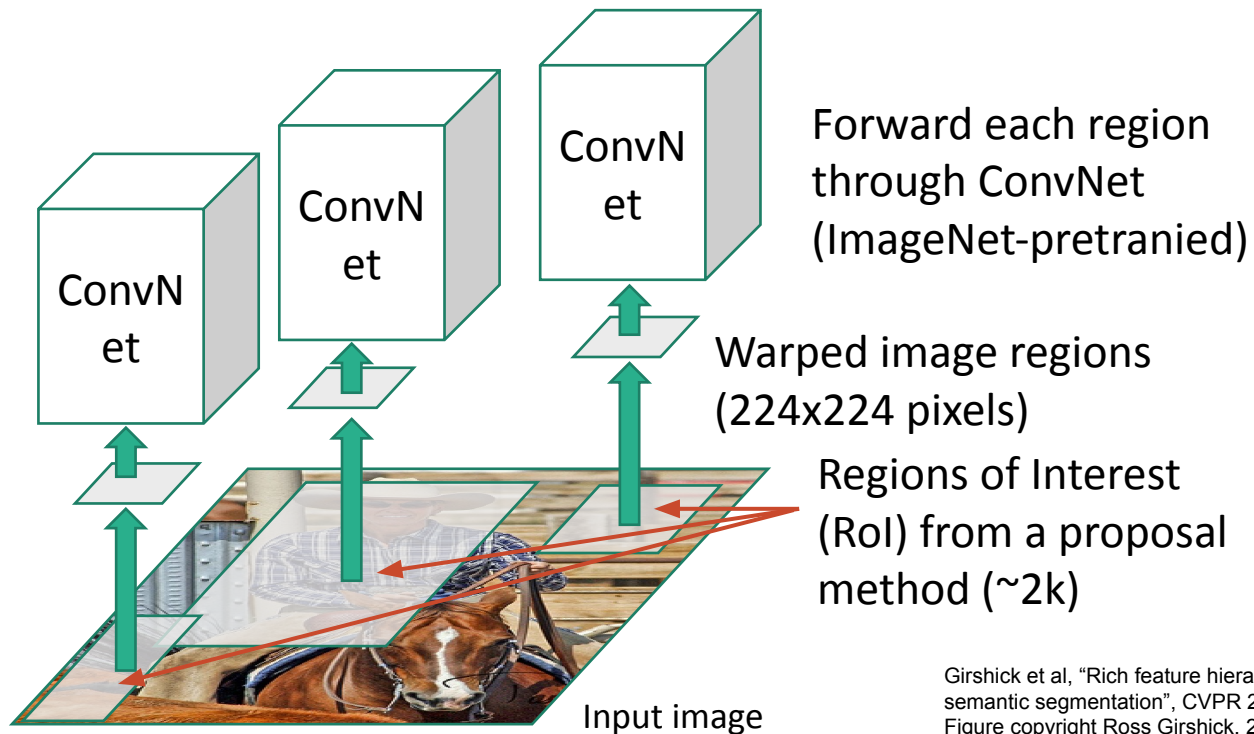 ConvN
et
ConvN
et
ConvN
et
Forward each region
through ConvNet
(ImageNet-pretranied)
Warped image regions
(224x224 pixels)
Regions of Interest
(RoI) from a proposal
method (~2k)
Input image
Girshick et al, “Rich feature hiera
semantic segmentation”, CVPR 2
Figure copyright Ross Girshick, 2